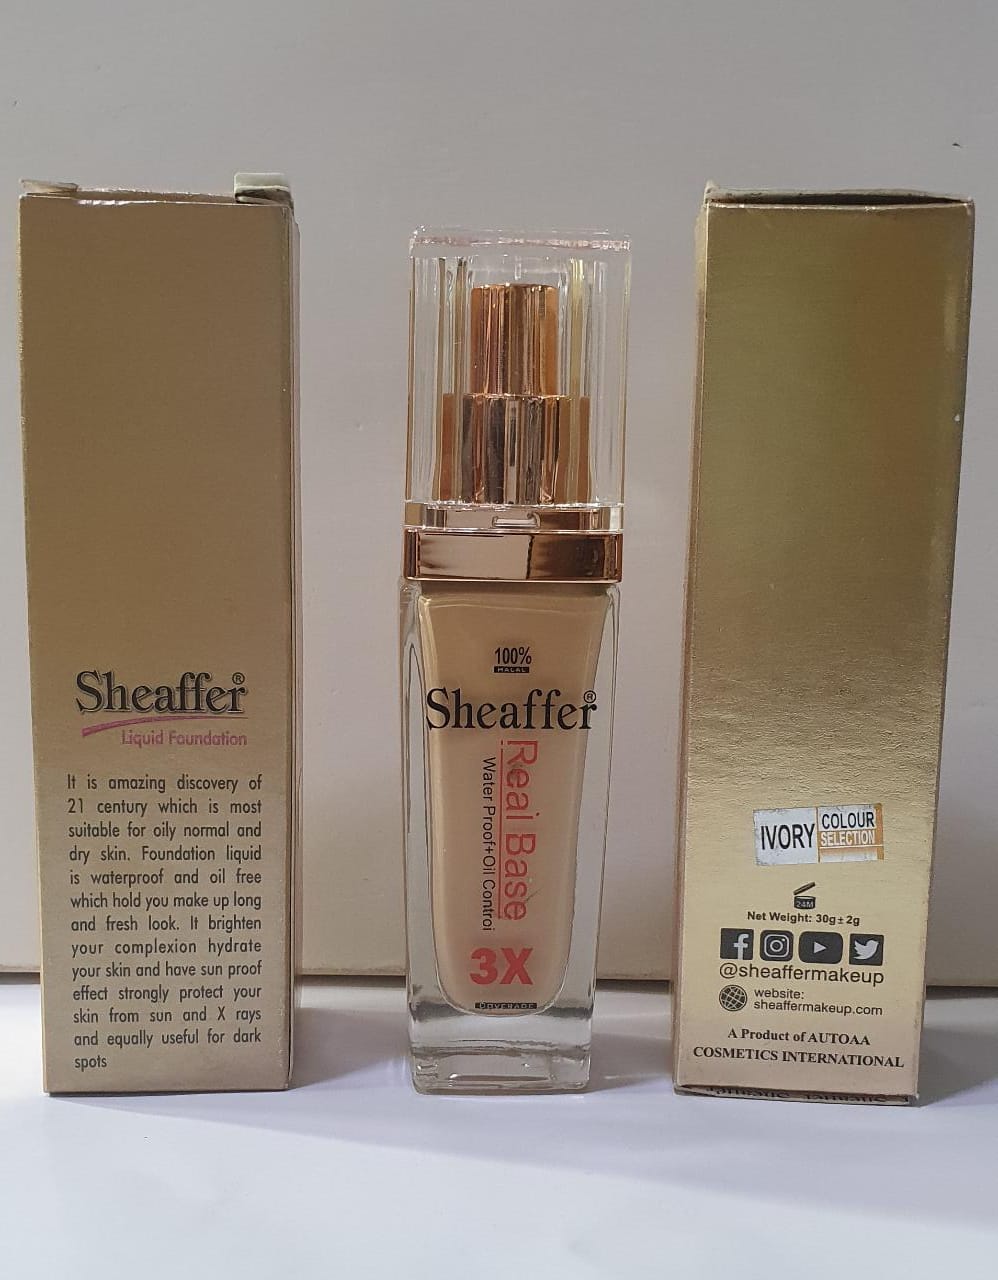 Sheaffer®
Liquid Foundation
It is amazing discovery of
21 century which is most
suitable for oily normal and
dry skin. Foundation liquid
is waterproof and oil free
which hold you make up long
and fresh look. It brighten
your complexion hydrate
your skin and have sun proof
effect strongly protect your
skin from sun and X rays
and equally useful for dark
spots
100%
HALAL
Sheaffer®
Real Base
Water Proof+Oil Control
3X
COVERAGE
IVORY
COLOUR
SELECTION
24M
Net Weight: 30g±2g
@sheaffermakeup
website:
sheaffermakeup.com
A Product of AUTOAA
COSMETICS INTERNATIONAL